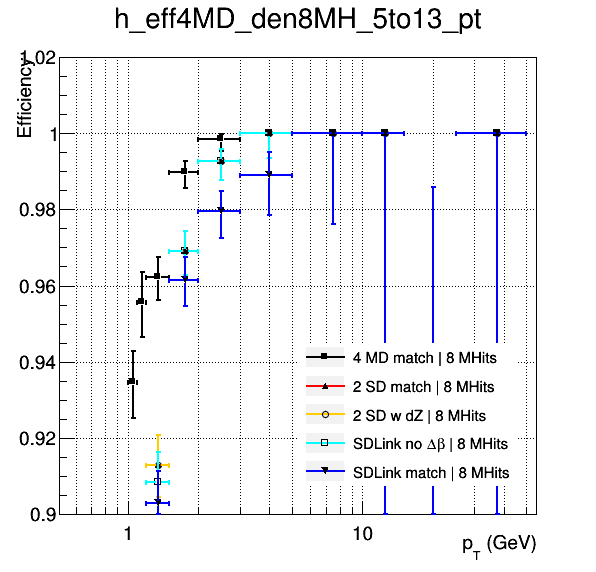 h_eff4MD_den8MH_5to13_pt
Efficiency
1.02
1
0.98
0.96
0.94
0.92
0.9
4 MD match | 8 MHits
2 SD match | 8 MHits
2 SD w dZ | 8 MHits
SDLink no Δβ | 8 MHits
SDLink match | 8 MHits
1 10
p_T (GeV)